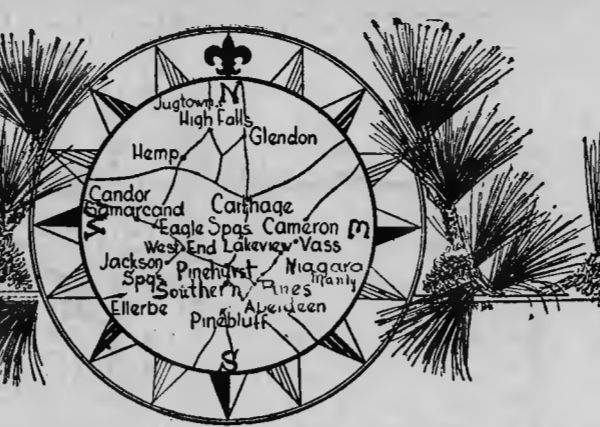 N
Jugtown
High Falls
Glendon
Hemp
Candor
Samarcand
Carthage
W
Eagle Spgs
Cameron
E
West End
Lakeview
Vass
Jackson
Spgs
Pinehurst
Niagara
Manly
Southern Pines
Ellerbe
Aberdeen
Pinebluff
S